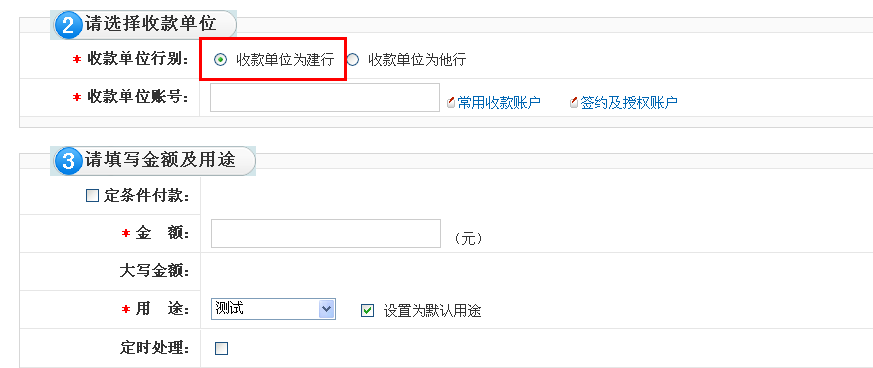 2 请选择收款单位
* 收款单位行别： 收款单位为建行 收款单位为他行
* 收款单位账号： 常用收款账户 签约及授权账户
3 请填写金额及用途
定条件付款：
* 金 额： （元）
大写金额：
* 用 途： 测试 设置为默认用途
定时处理：